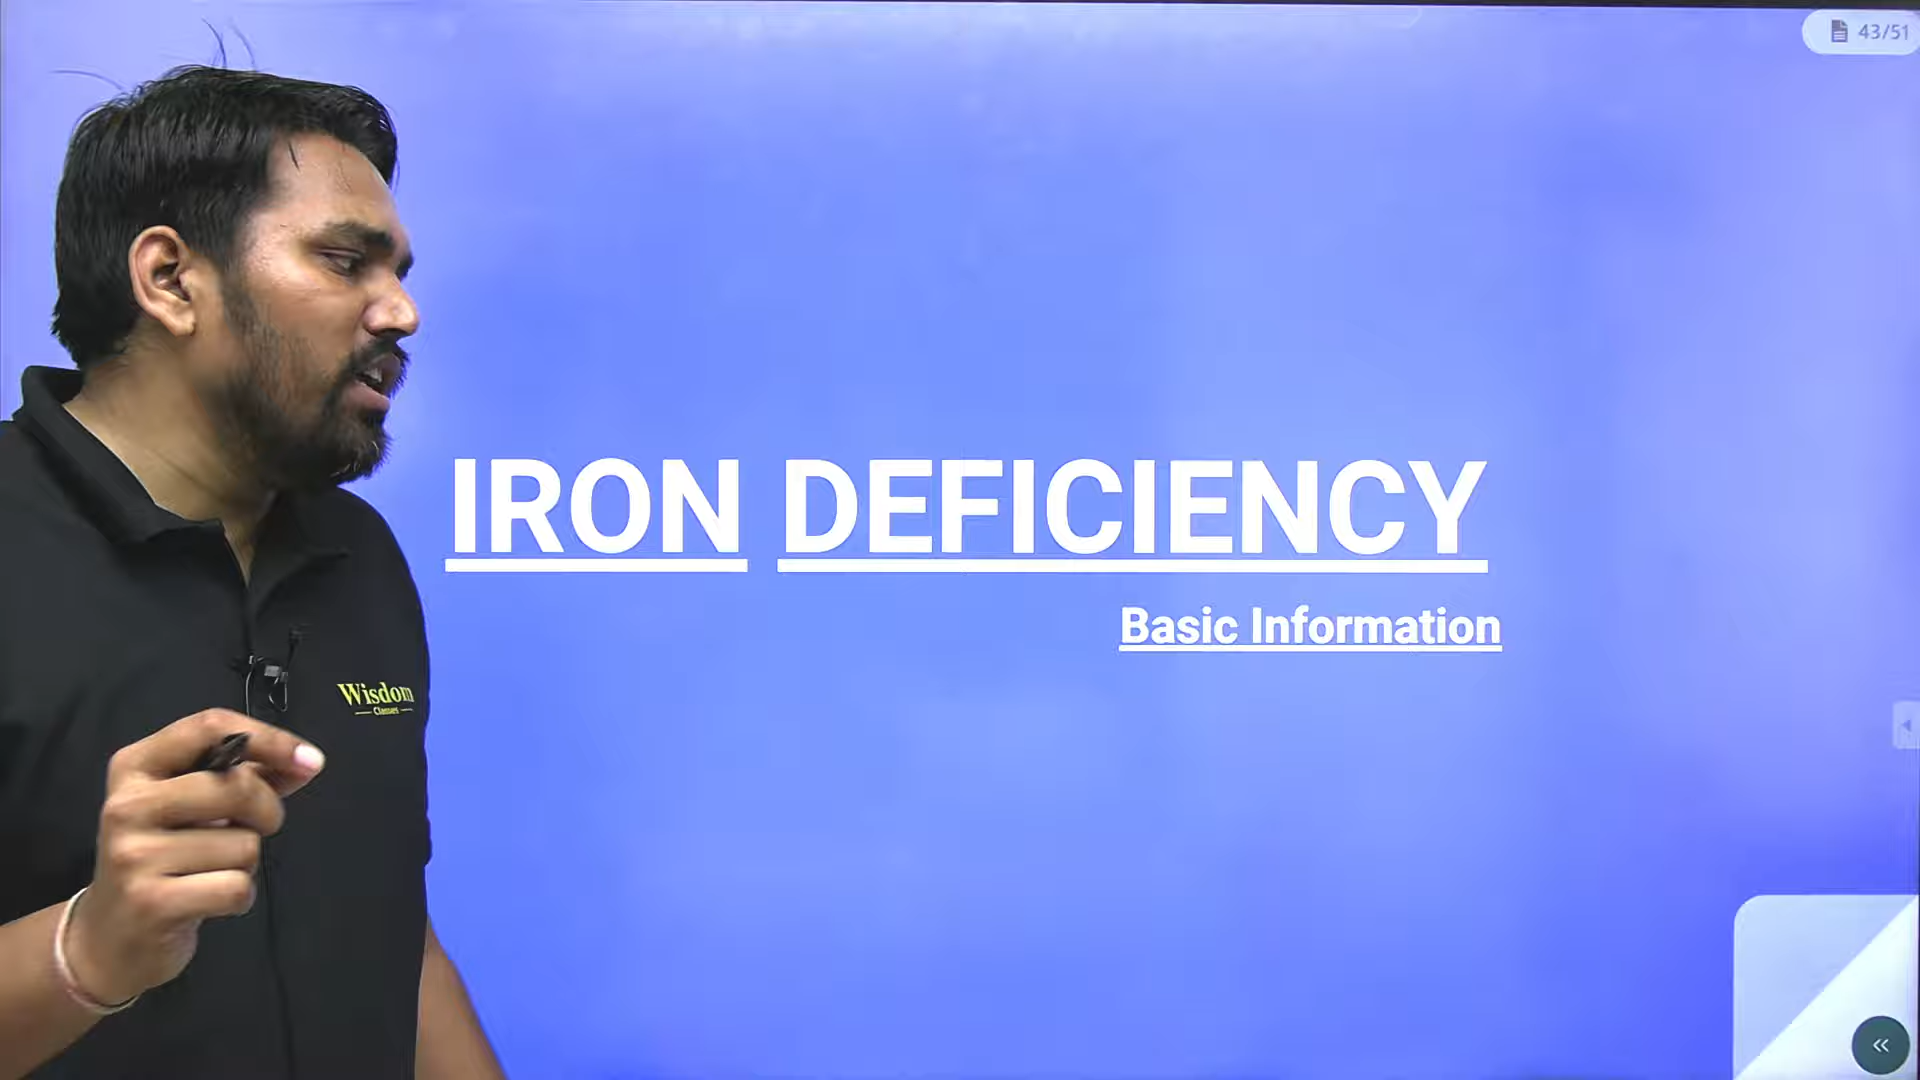 43/51
IRON DEFICIENCY
Basic Information
Wisdom
Classes